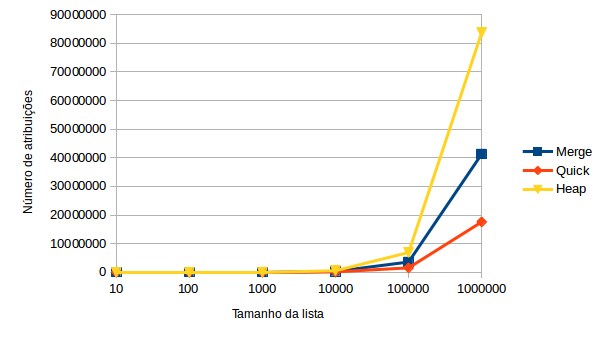 90000000
80000000
70000000
60000000
50000000
40000000
30000000
20000000
10000000
0
Número de atribuições
10 100 1000 10000 100000 1000000
Tamanho da lista
Merge
Quick
Heap